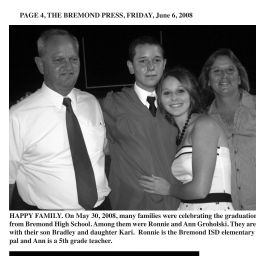 PAGE 4, THE BREMOND PRESS, FRIDAY, June 6, 2008
HAPPY FAMILY. On May 30, 2008, many families were celebrating the graduation
from Bremond High School. Among them were Ronnie and Ann Groholski. They are
with their son Bradley and daughter Kari. Ronnie is the Bremond ISD elementary
pal and Ann is a 5th grade teacher.